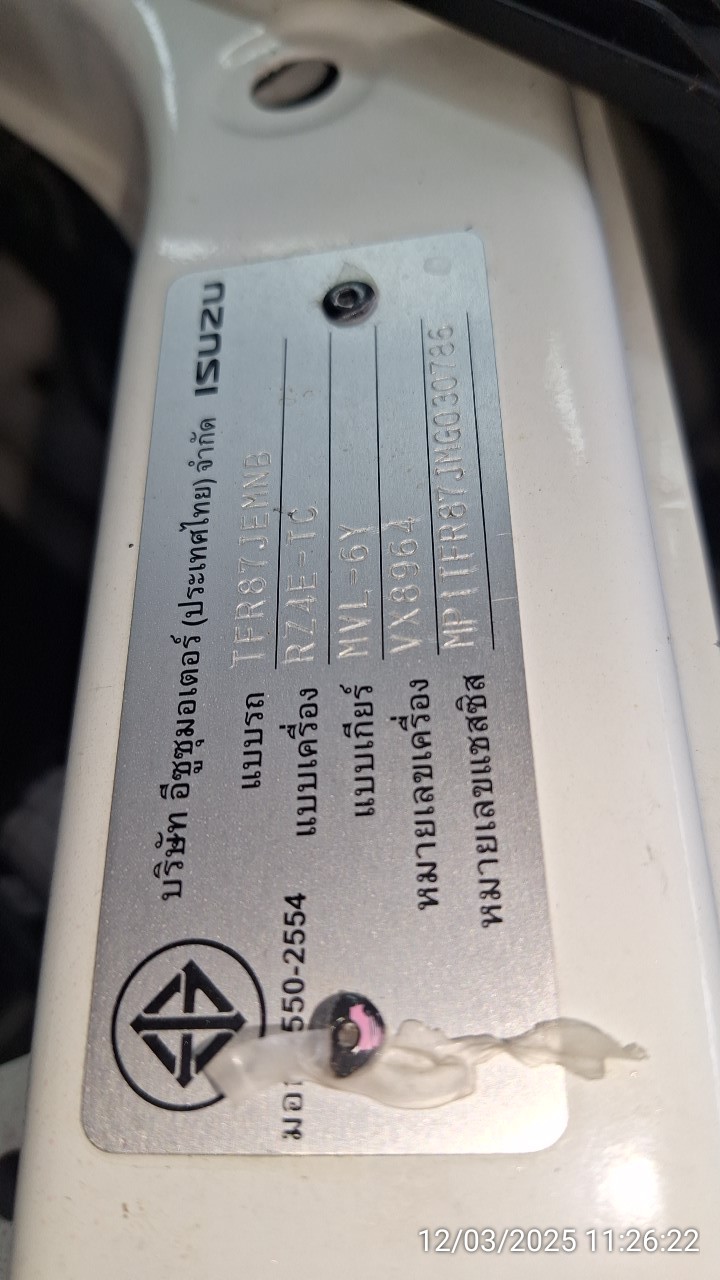 บริษัท อีซูซุมอเตอร์ (ประเทศไทย) จำกัด ISUZU
แบบรถ TFR87JEMNB
แบบเครื่อง RZ4E-TC
แบบเกียร์ MVL-6Y
หมายเลขเครื่อง VX8964
หมายเลขแชสซิส MP1TFR87JMG030786
550-2554
12/03/2025 11:26:22